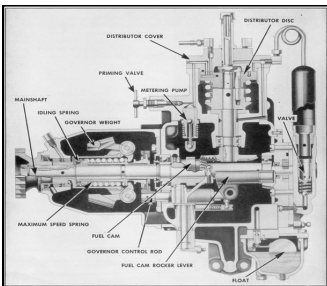 DISTRIBUTOR COVER
DISTRIBUTOR DISC
PRIMING VALVE
METERING PUMP
MAINSHAFT
IDLING SPRING
GOVERNOR WEIGHT
VALVE
MAXIMUM SPEED SPRING
FUEL CAM
GOVERNOR CONTROL ROD
FUEL CAM ROCKER LEVER
FLOAT